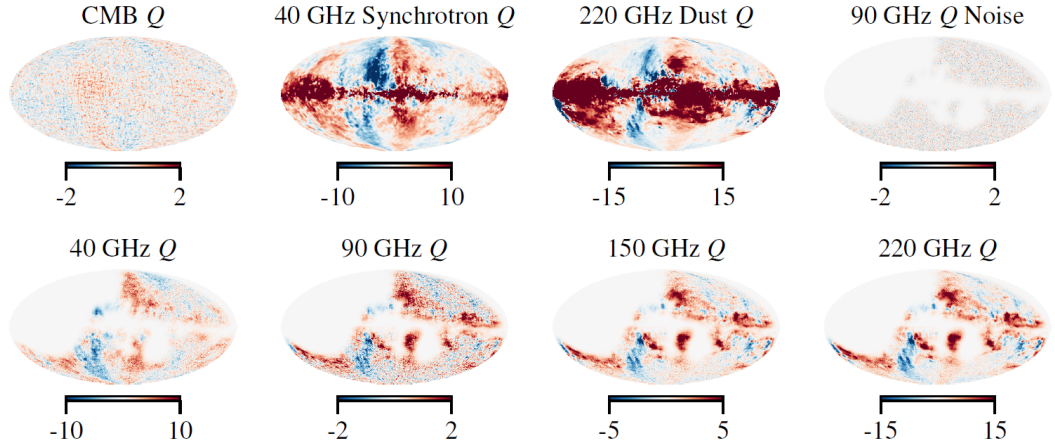 CMB Q
40 GHz Synchrotron Q
220 GHz Dust Q
90 GHz Q Noise
-2 2
-10 10
-15 15
-2 2
40 GHz Q
90 GHz Q
150 GHz Q
220 GHz Q
-10 10
-2 2
-5 5
-15 15